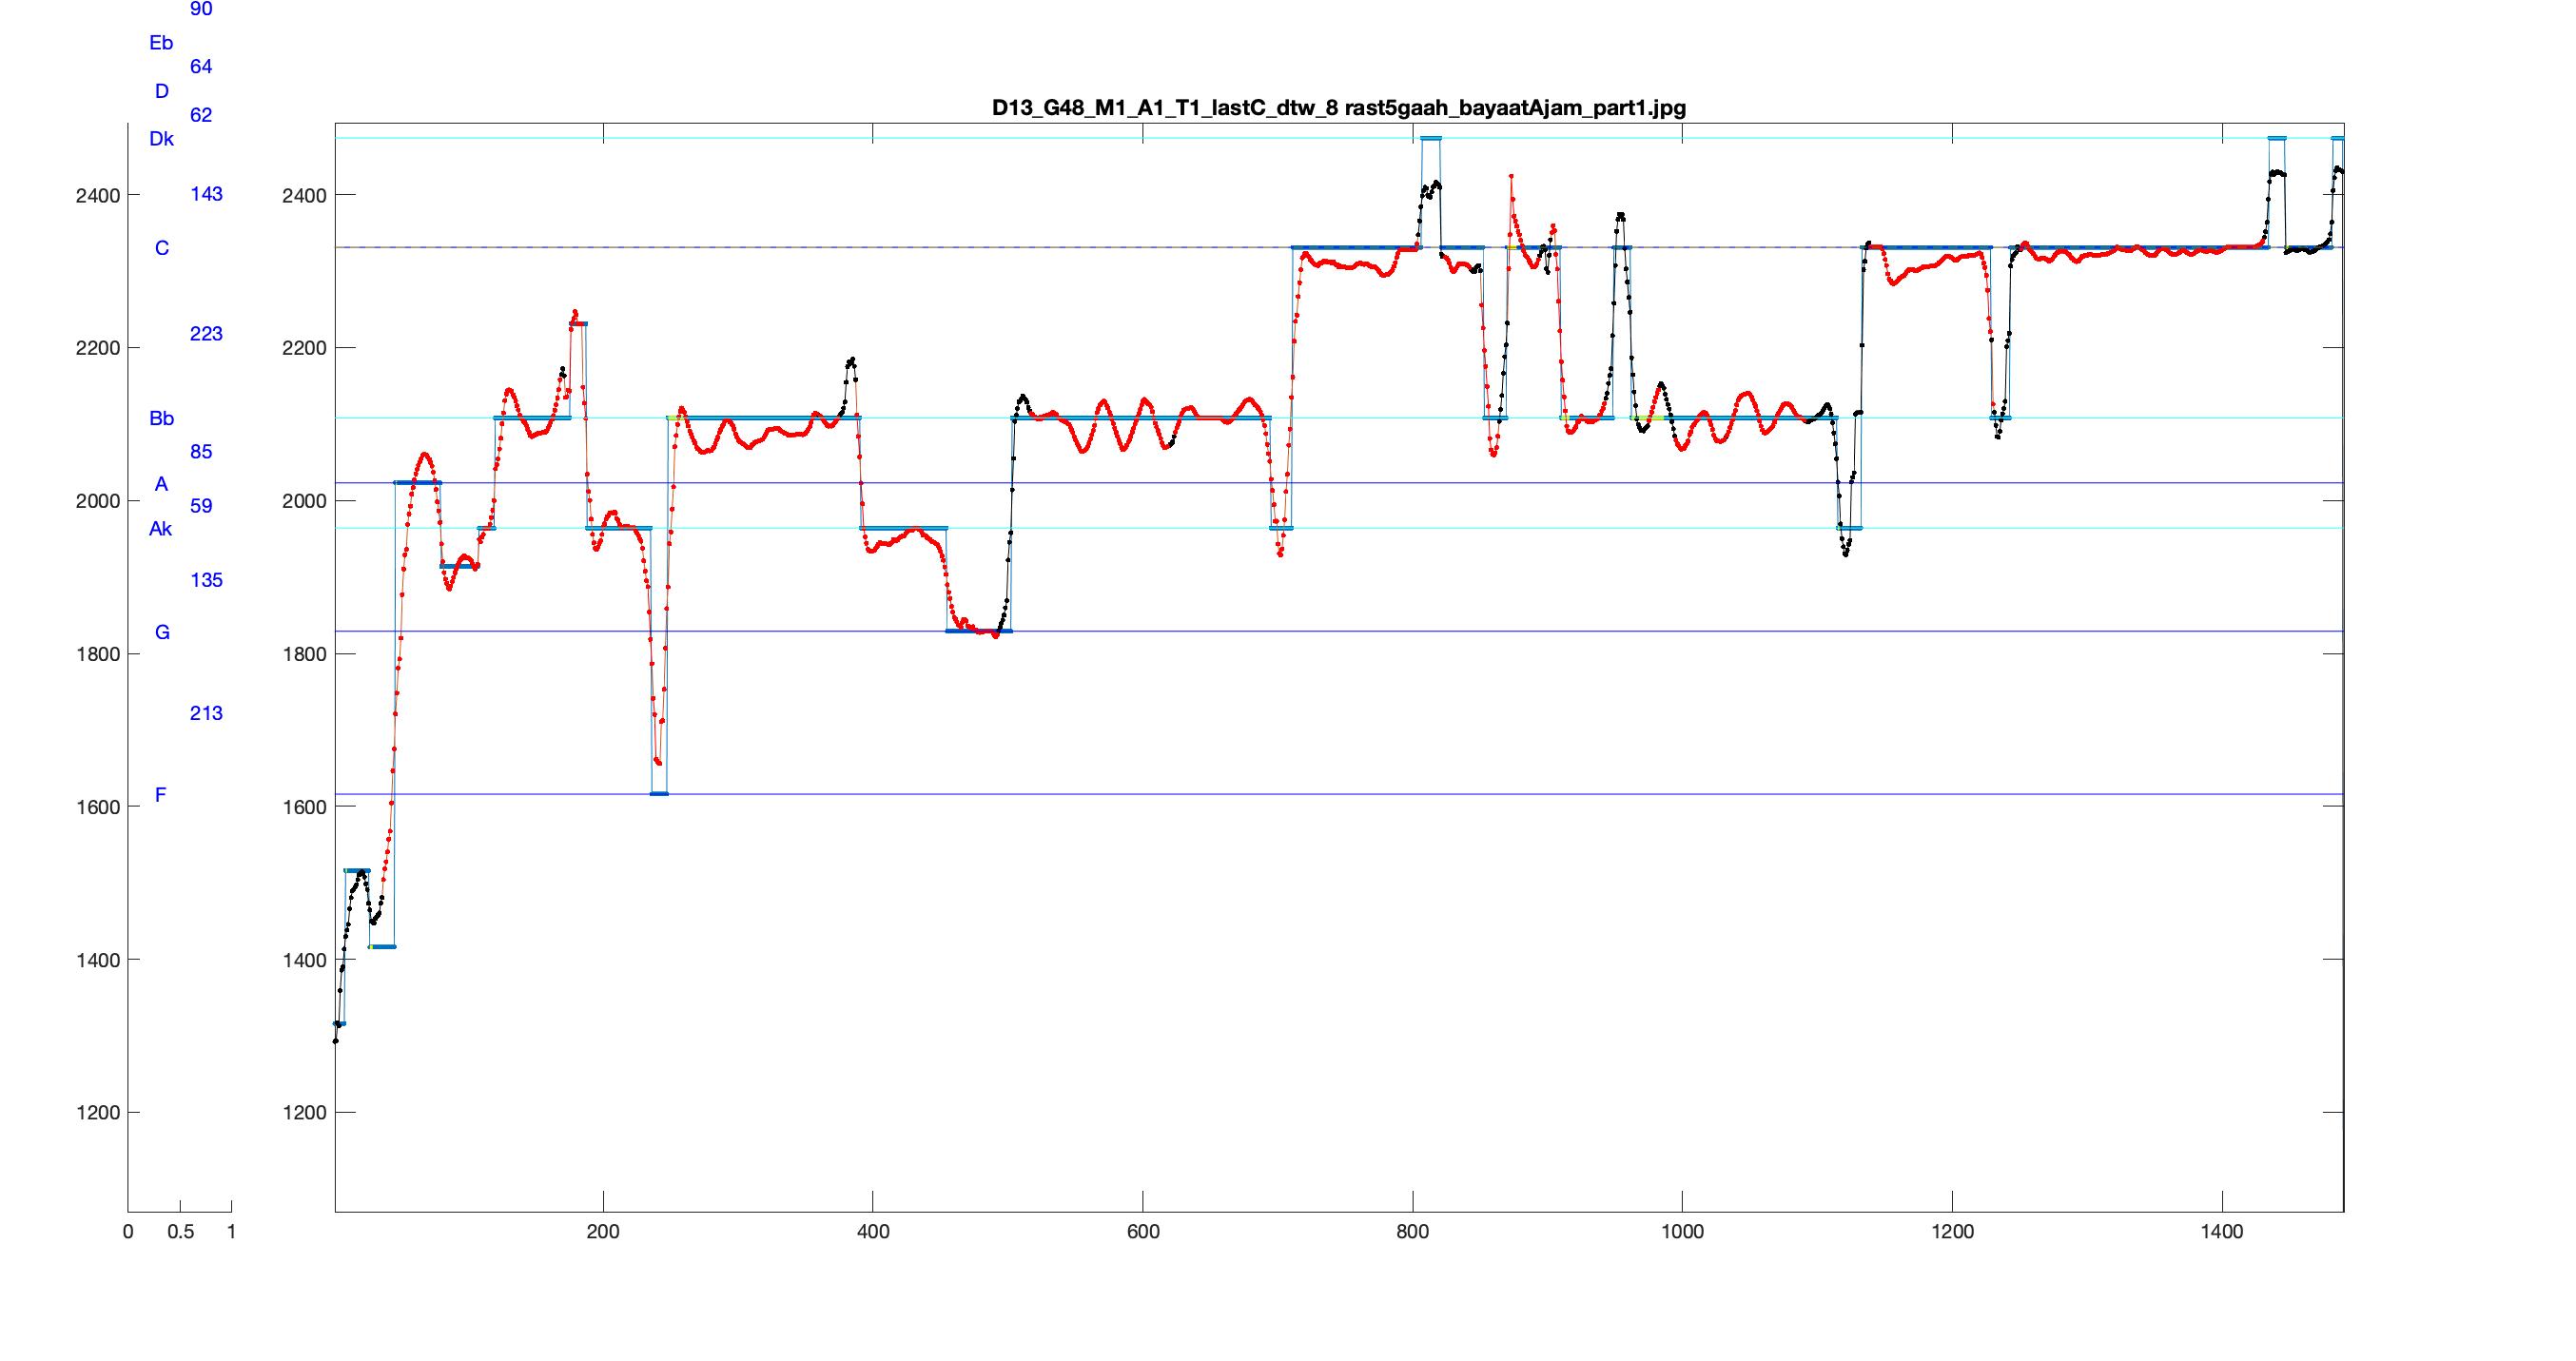 90
Eb
64
D
62
D13_G48_M1_A1_T1_lastC_dtw_8 rast5gaah_bayaatAjam_part1.jpg
Dk
2400 143 2400
C
223
2200 2200
Bb
85
A
2000 59 2000
Ak
135
G
1800 1800
213
F
1600 1600
1400 1400
1200 1200
0 0.5 1 200 400 600 800 1000 1200 1400